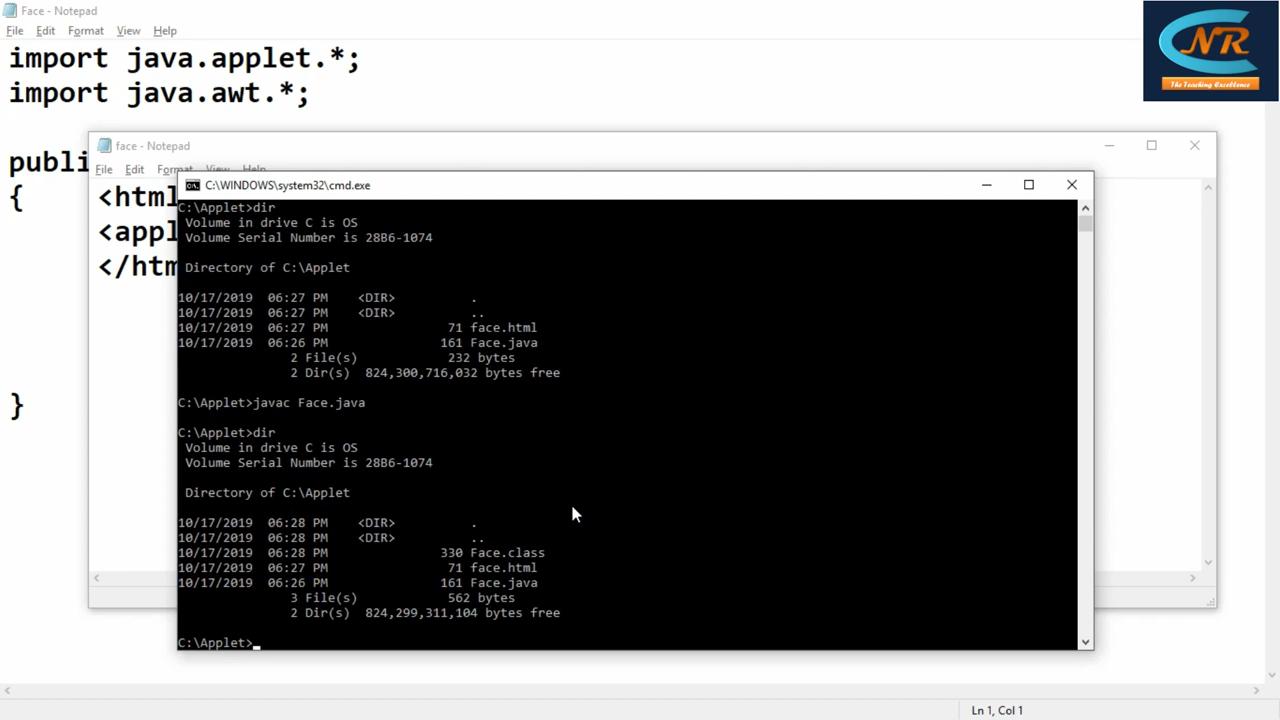 Face - Notepad
File Edit Format View Help
import java.applet.*;
import java.awt.*;
NR
The Teaching Excellence
publi
{
}
face - Notepad
File Edit Format View Help
<html
<appl
</htm
C:\WINDOWS\system32\cmd.exe
C:\Applet>dir
Volume in drive C is OS
Volume Serial Number is 28B6-1074
Directory of C:\Applet
10/17/2019 06:27 PM <DIR> .
10/17/2019 06:27 PM <DIR> ..
10/17/2019 06:27 PM 71 face.html
10/17/2019 06:26 PM 161 Face.java
2 File(s) 232 bytes
2 Dir(s) 824,300,716,032 bytes free
C:\Applet>javac Face.java
C:\Applet>dir
Volume in drive C is OS
Volume Serial Number is 28B6-1074
Directory of C:\Applet
10/17/2019 06:28 PM <DIR> .
10/17/2019 06:28 PM <DIR> ..
10/17/2019 06:28 PM 330 Face.class
10/17/2019 06:27 PM 71 face.html
10/17/2019 06:26 PM 161 Face.java
3 File(s) 562 bytes
2 Dir(s) 824,299,311,104 bytes free
C:\Applet>
Ln 1, Col 1